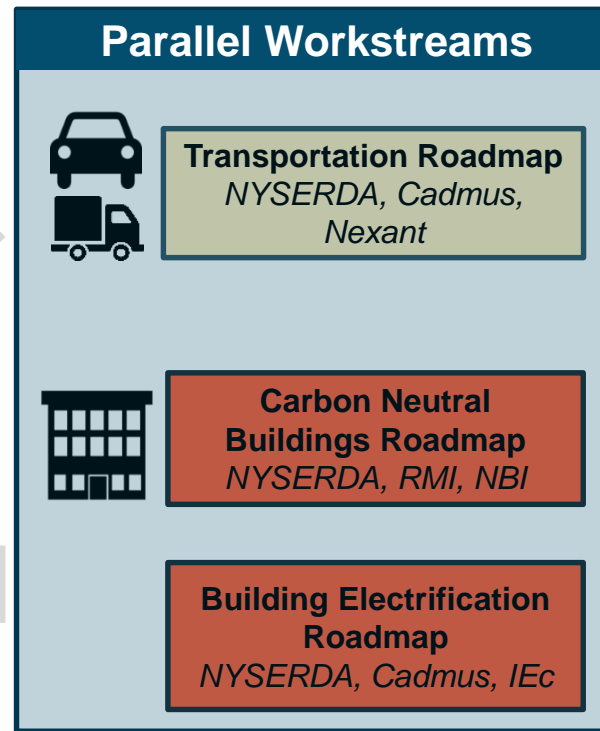 Parallel Workstreams
Transportation Roadmap
NYSERDA, Cadmus,
Nexant
Carbon Neutral
Buildings Roadmap
NYSERDA, RMI, NBI
Building Electrification
Roadmap
NYSERDA, Cadmus, IEc